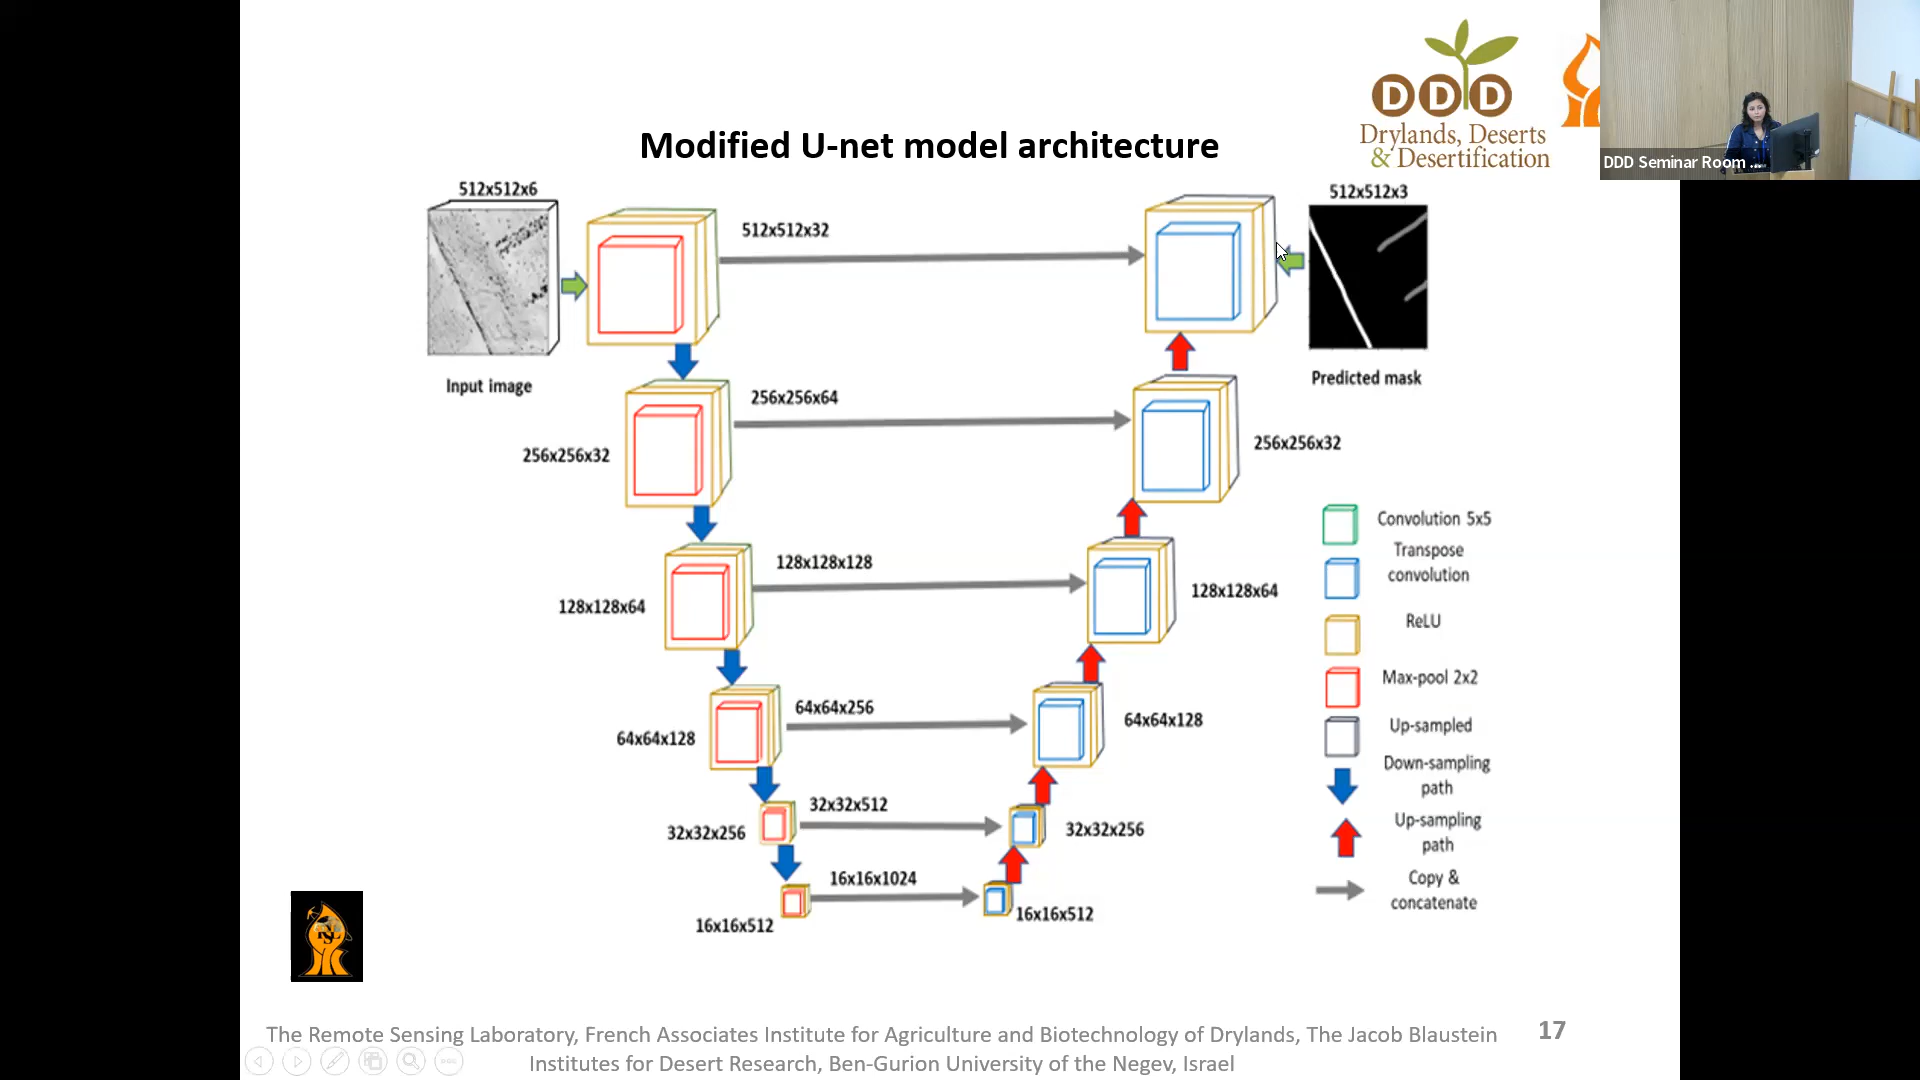 DDD
Drylands, Deserts
& Desertification
DDD Seminar Room ...
Modified U-net model architecture
512x512x6
512x512x32
512x512x3
Input image
Predicted mask
256x256x64
256x256x32
256x256x32
128x128x128
128x128x64
128x128x64
64x64x256
64x64x128
64x64x128
32x32x512
32x32x256
32x32x256
16x16x1024
16x16x512
16x16x512
Convolution 5x5
Transpose
convolution
ReLU
Max-pool 2x2
Up-sampled
Down-sampling
path
Up-sampling
path
Copy &
concatenate
The Remote Sensing Laboratory, French Associates Institute for Agriculture and Biotechnology of Drylands, The Jacob Blaustein
Institutes for Desert Research, Ben-Gurion University of the Negev, Israel
17